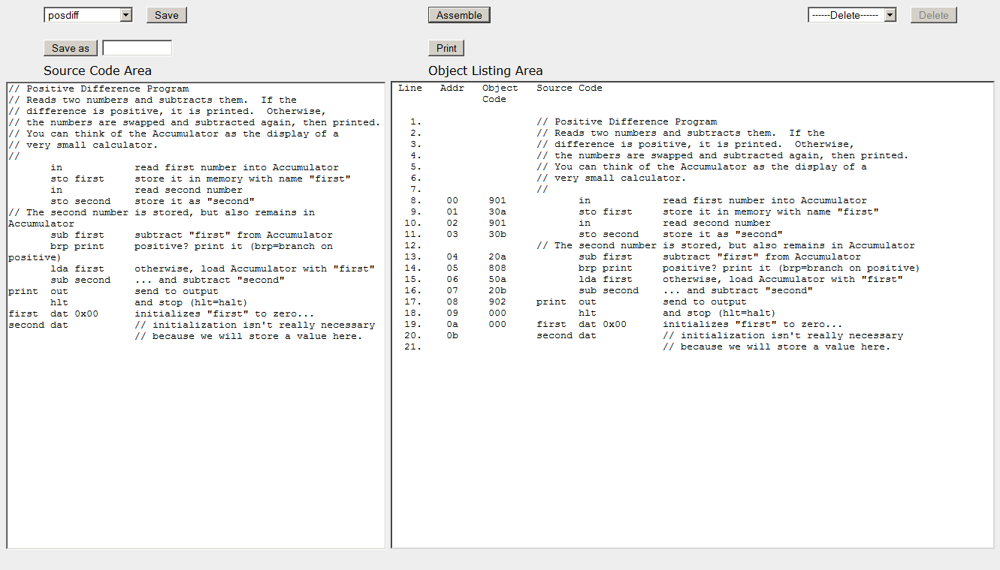 posdiff Save Assemble ------Delete------ Delete
Save as Print
Source Code Area
// Positive Difference Program
// Reads two numbers and subtracts them.  If the
// difference is positive, it is printed.  Otherwise,
// the numbers are swapped and subtracted again, then printed.
// You can think of the Accumulator as the display of a
// very small calculator.
//
       in            read first number into Accumulator
       sto first     store it in memory with name "first"
       in            read second number
       sto second    store it as "second"
// The second number is stored, but also remains in
Accumulator
       sub first     subtract "first" from Accumulator
       brp print     positive? print it (brp=branch on
positive)
       lda first     otherwise, load Accumulator with "first"
       sub second    ... and subtract "second"
print  out           send to output
       hlt           and stop (hlt=halt)
first  dat 0x00      initializes "first" to zero...
second dat           // initialization isn't really necessary
                     // because we will store a value here.
Object Listing Area
Line   Addr   Object   Source Code
              Code
  1.                   // Positive Difference Program
  2.                   // Reads two numbers and subtracts them.  If the
  3.                   // difference is positive, it is printed.  Otherwise,
  4.                   // the numbers are swapped and subtracted again, then printed.
  5.                   // You can think of the Accumulator as the display of a
  6.                   // very small calculator.
  7.                   //
  8.    00     901            in            read first number into Accumulator
  9.    01     30a            sto first     store it in memory with name "first"
 10.    02     901            in            read second number
 11.    03     30b            sto second    store it as "second"
 12.                   // The second number is stored, but also remains in Accumulator
 13.    04     20a            sub first     subtract "first" from Accumulator
 14.    05     808            brp print     positive? print it (brp=branch on positive)
 15.    06     50a            lda first     otherwise, load Accumulator with "first"
 16.    07     20b            sub second    ... and subtract "second"
 17.    08     902     print  out           send to output
 18.    09     000            hlt           and stop (hlt=halt)
 19.    0a     000     first  dat 0x00      initializes "first" to zero...
 20.    0b             second dat           // initialization isn't really necessary
 21.                                        // because we will store a value here.